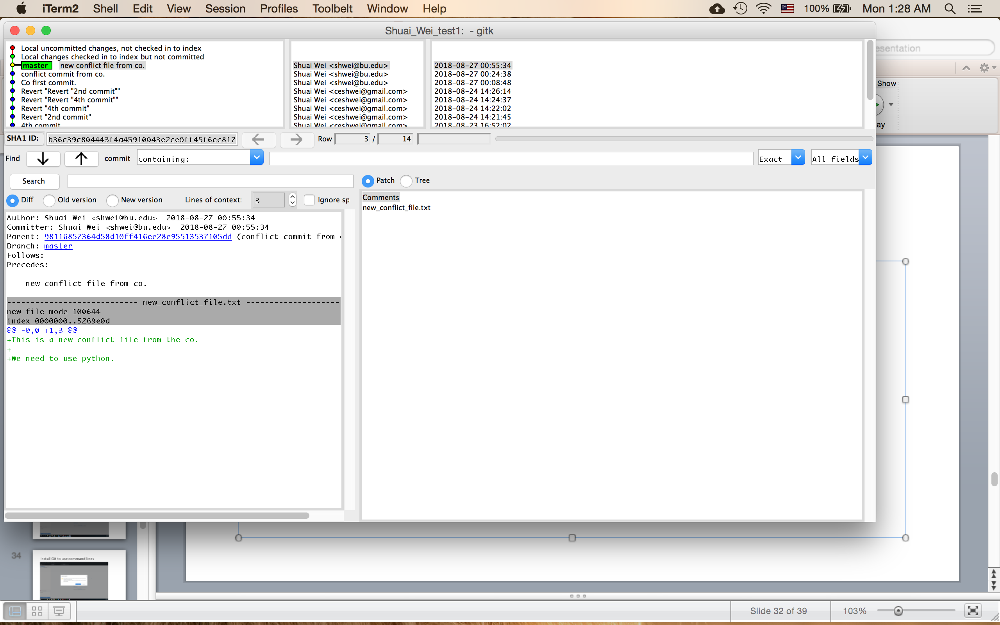 iTerm2 Shell Edit View Session Profiles Toolbelt Window Help 100% Mon 1:28 AM
Shuai_Wei_test1: - gitk
Local uncommitted changes, not checked in to index
Local changes checked in to index but not committed
master new conflict file from co. Shuai Wei <shwei@bu.edu> 2018-08-27 00:55:34
conflict commit from co. Shuai Wei <shwei@bu.edu> 2018-08-27 00:24:38
Co first commit. Shuai Wei <shwei@bu.edu> 2018-08-27 00:08:48
Revert "Revert "2nd commit"" Shuai Wei <ceshwei@gmail.com> 2018-08-24 14:26:14
Revert "Revert "4th commit"" Shuai Wei <ceshwei@gmail.com> 2018-08-24 14:24:37
Revert "4th commit" Shuai Wei <ceshwei@gmail.com> 2018-08-24 14:22:02
Revert "2nd commit" Shuai Wei <ceshwei@gmail.com> 2018-08-24 14:21:45
4th commit Shuai Wei <ceshwei@gmail.com> 2018-08-23 16:52:02
esentation
Show
ay
SHA1 ID: b36c39c804443f4a45910043e2ce0ff45f6ec817 Row 3 / 14
Find commit containing: Exact All fields
Search Patch Tree
Diff Old version New version Lines of context: 3 Ignore sp
Comments
new_conflict_file.txt
Author: Shuai Wei <shwei@bu.edu> 2018-08-27 00:55:34
Committer: Shuai Wei <shwei@bu.edu> 2018-08-27 00:55:34
Parent: 98116857364d58d10ff416ee28e95513537105dd (conflict commit from
Branch: master
Follows:
Precedes:
new conflict file from co.
---------------------------- new_conflict_file.txt --------------------
new file mode 100644
index 0000000..5269e0d
@@ -0,0 +1,3 @@
+This is a new conflict file from the co.
+
+We need to use python.
34
Install Git to use command lines
Slide 32 of 39 103%